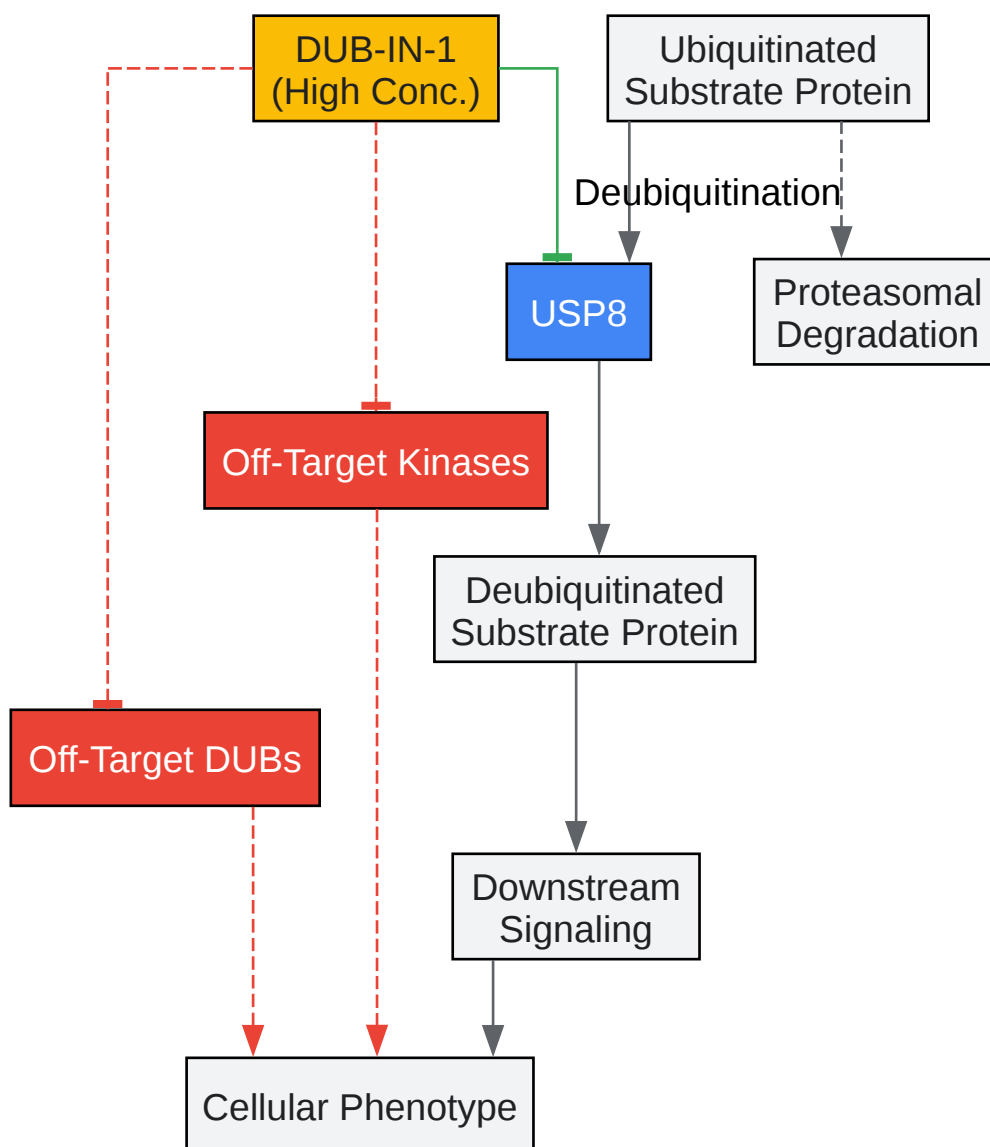 DUB-IN-1
(High Conc.)
Ubiquitinated
Substrate Protein
Deubiquitination
USP8
Proteasomal
Degradation
Off-Target Kinases
Deubiquitinated
Substrate Protein
Off-Target DUBs
Downstream
Signaling
Cellular Phenotype